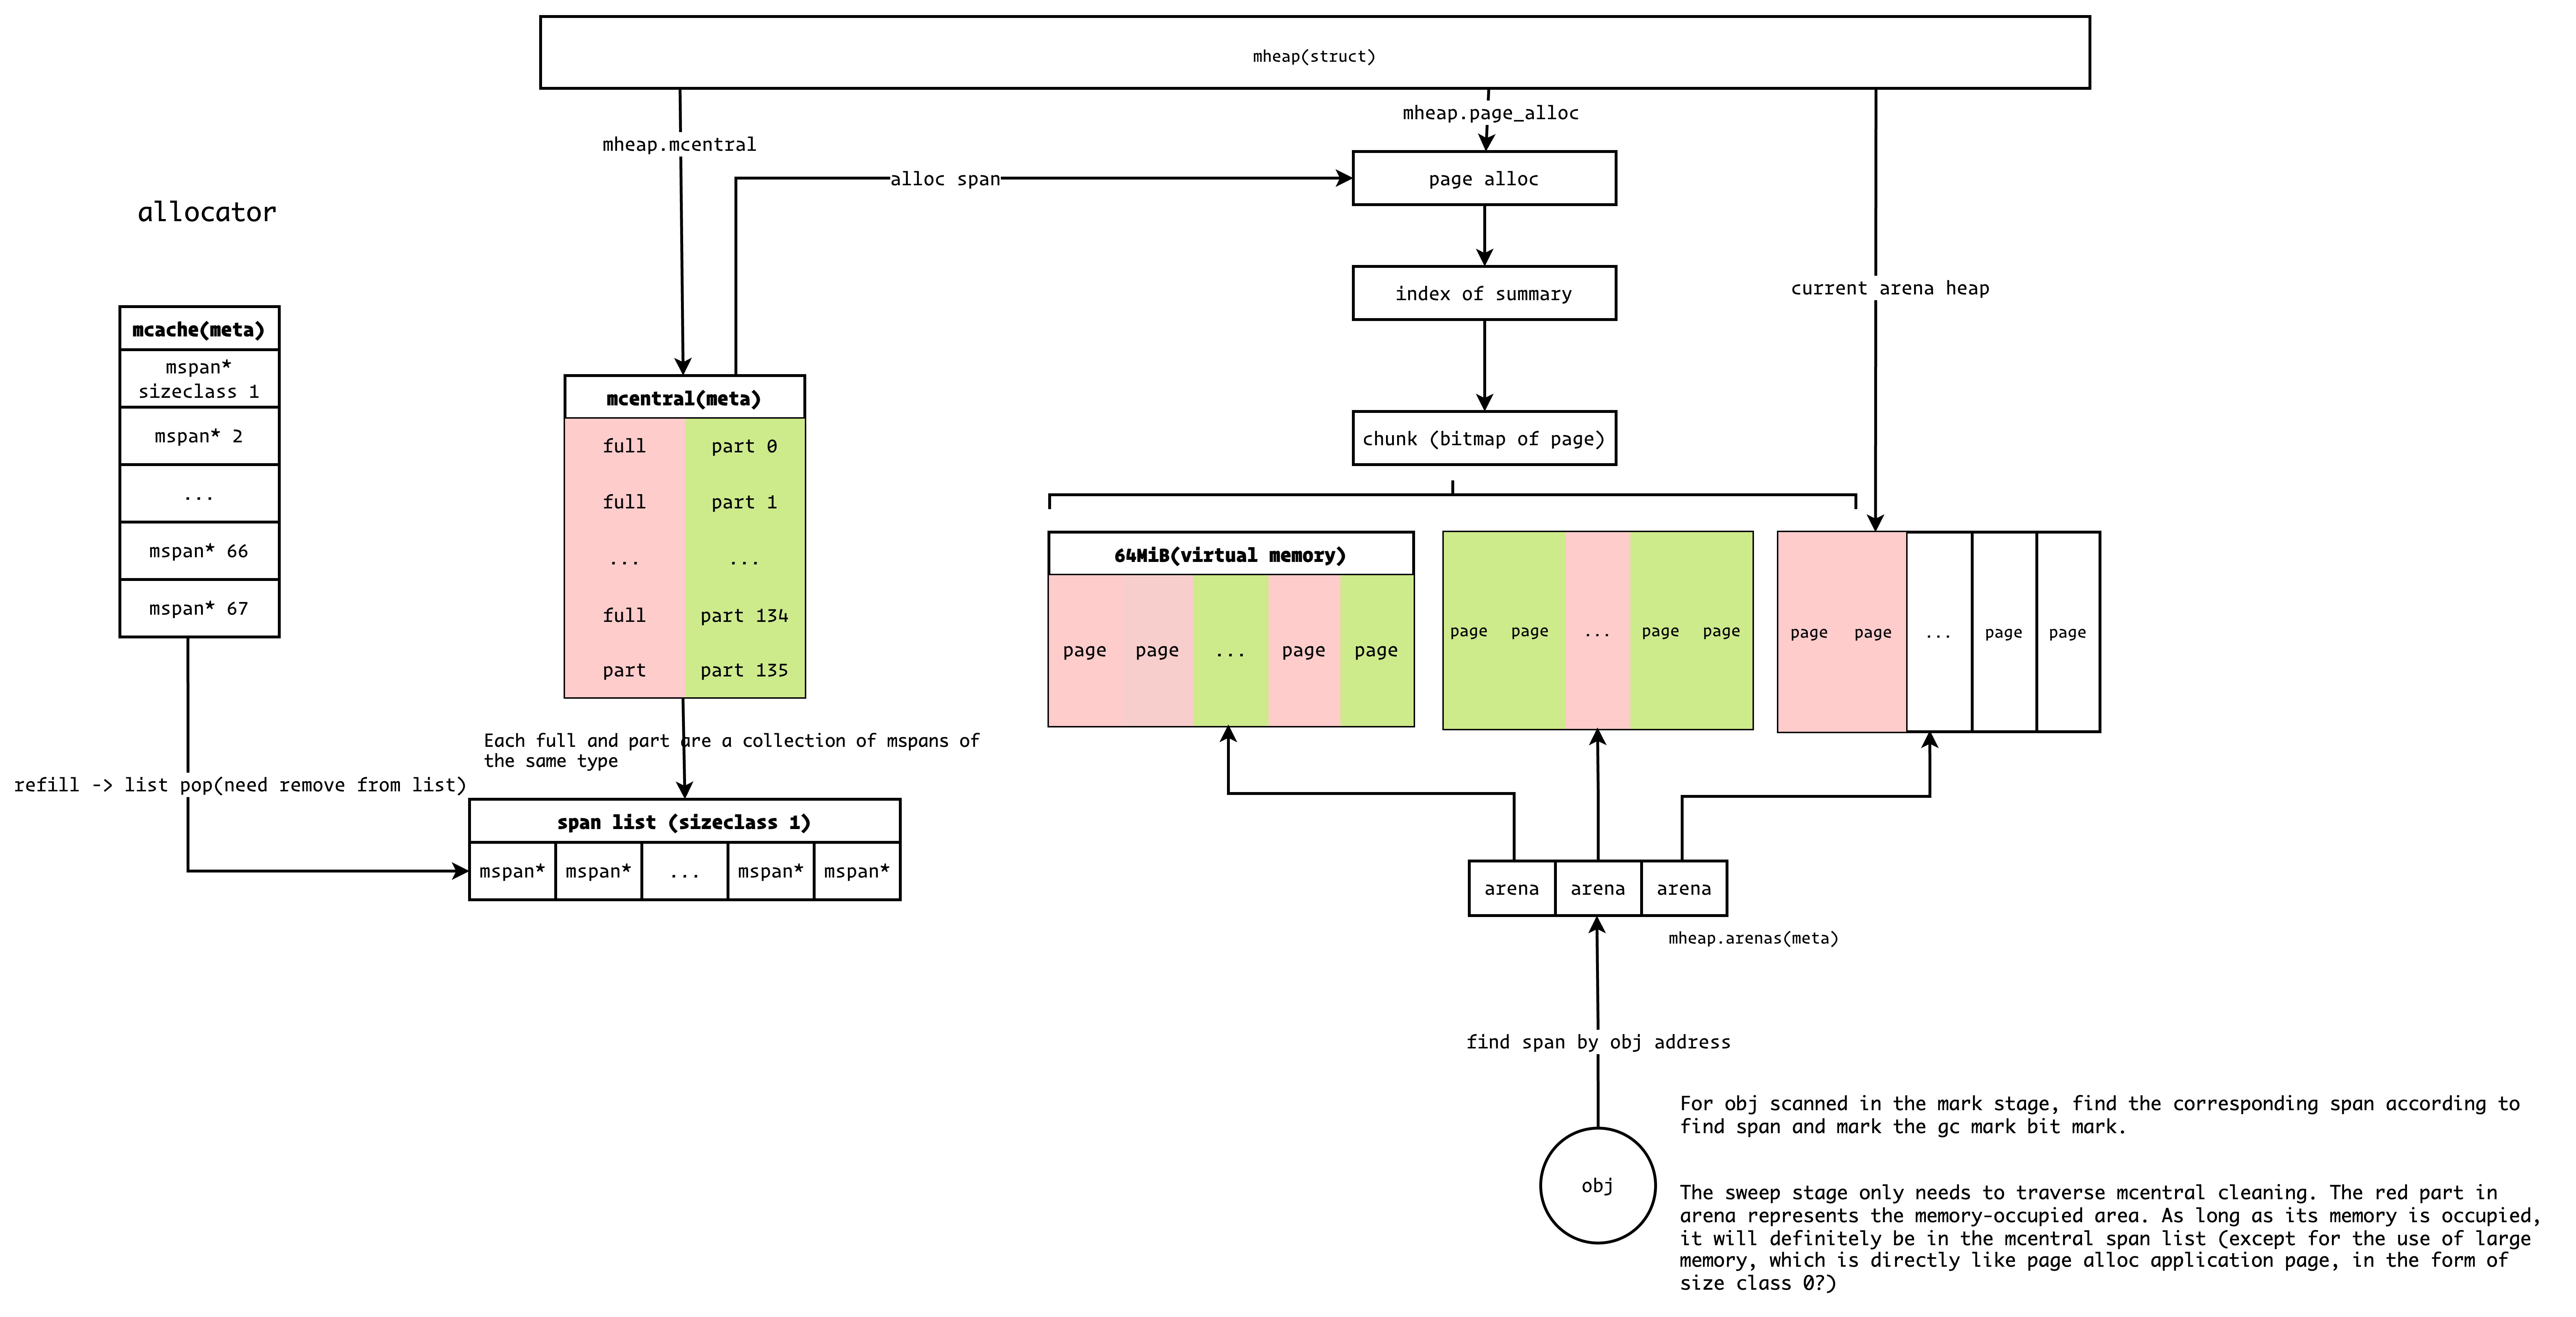 mheap(struct)
mheap.mcentral
mheap.page_alloc
alloc span
page alloc
allocator
index of summary
current arena heap
mcache(meta)
mspan*
sizeclass 1
mspan* 2
...
mspan* 66
mspan* 67
mcentral(meta)
full part 0
full part 1
... ...
full part 134
part part 135
chunk (bitmap of page)
64MiB(virtual memory)
page page ... page page
page page ... page page
page page ... page page
Each full and part are a collection of mspans of
the same type
refill -> list pop(need remove from list)
span list (sizeclass 1)
mspan* mspan* ... mspan* mspan*
arena arena arena
mheap.arenas(meta)
find span by obj address
obj
For obj scanned in the mark stage, find the corresponding span according to
find span and mark the gc mark bit mark.
The sweep stage only needs to traverse mcentral cleaning. The red part in
arena represents the memory-occupied area. As long as its memory is occupied,
it will definitely be in the mcentral span list (except for the use of large
memory, which is directly like page alloc application page, in the form of
size class 0?)